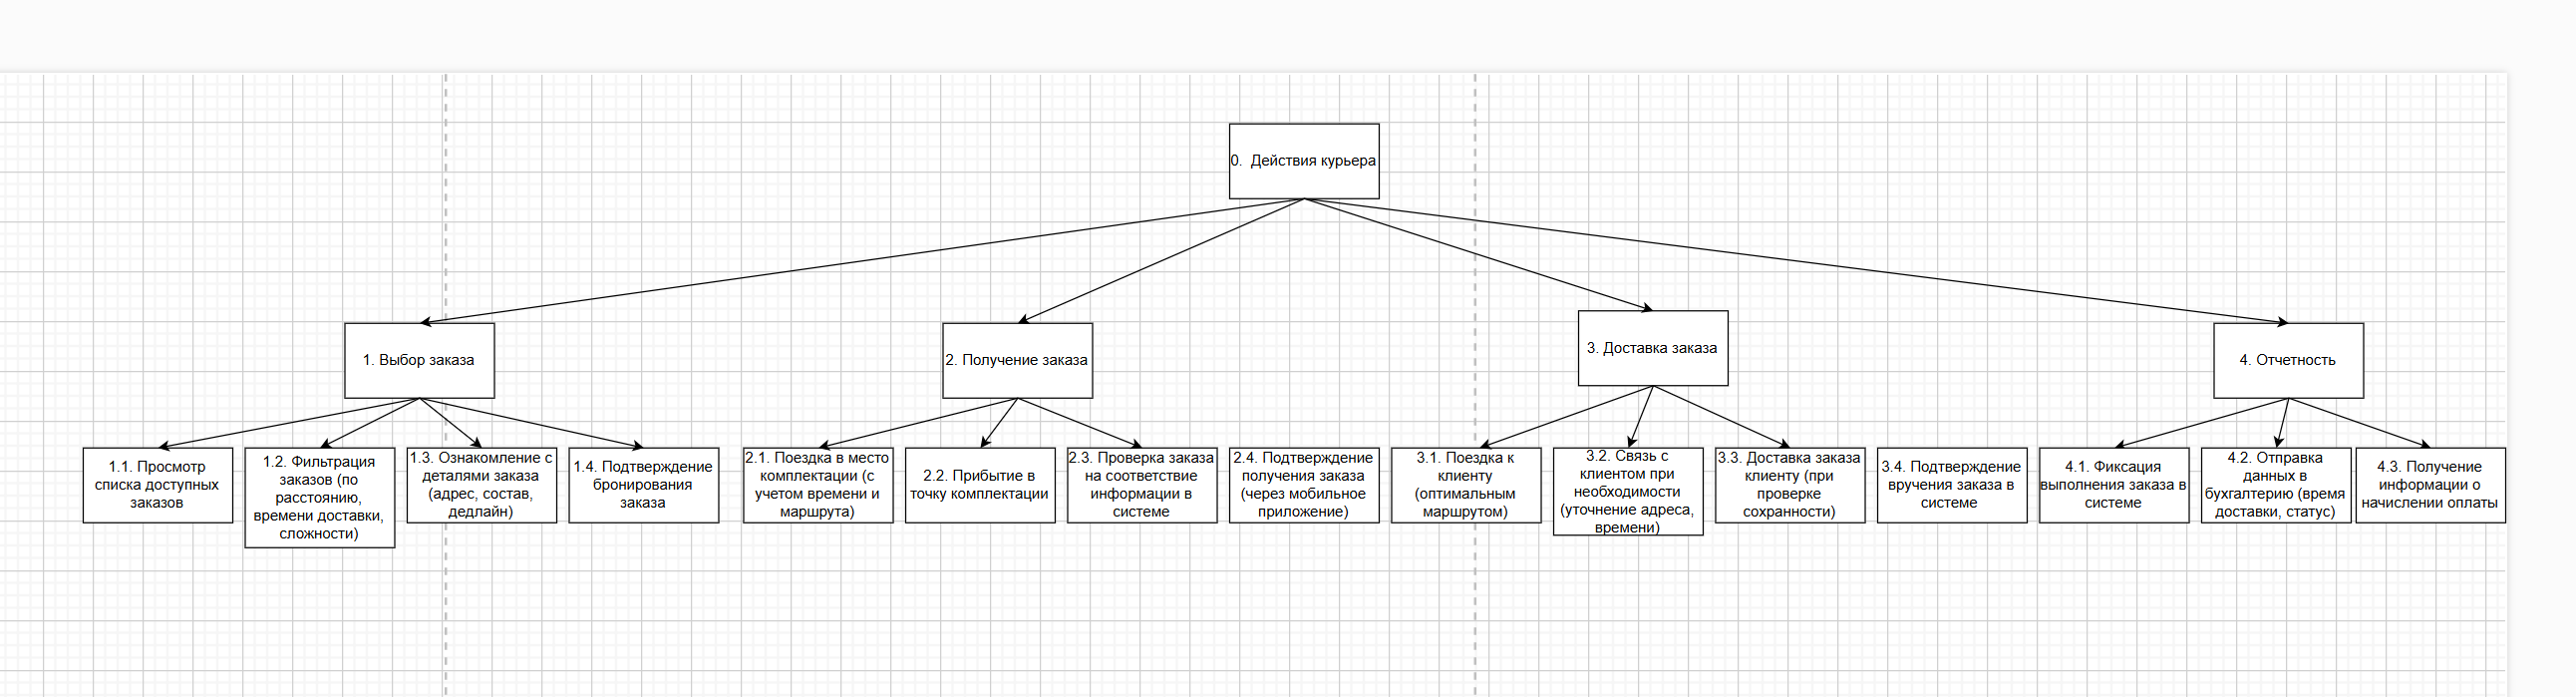 0. Действия курьера
1. Выбор заказа
2. Получение заказа
3. Доставка заказа
4. Отчетность
1.1. Просмотр
списка доступных
заказов
1.2. Фильтрация
заказов (по
расстоянию,
времени доставки,
сложности)
1.3. Ознакомление с
деталями заказа
(адрес, состав,
дедлайн)
1.4. Подтверждение
бронирования
заказа
2.1. Поездка в место
комплектации (с
учетом времени и
маршрута)
2.2. Прибытие в
точку комплектации
2.3. Проверка заказа
на соответствие
информации в
системе
2.4. Подтверждение
получения заказа
(через мобильное
приложение)
3.1. Поездка к
клиенту
(оптимальным
маршрутом)
3.2. Связь с
клиентом при
необходимости
(уточнение адреса,
времени)
3.3. Доставка заказа
клиенту (при
проверке
сохранности)
3.4. Подтверждение
вручения заказа в
системе
4.1. Фиксация
выполнения заказа в
системе
4.2. Отправка
данных в
бухгалтерию (время
доставки, статус)
4.3. Получение
информации о
начислении оплаты